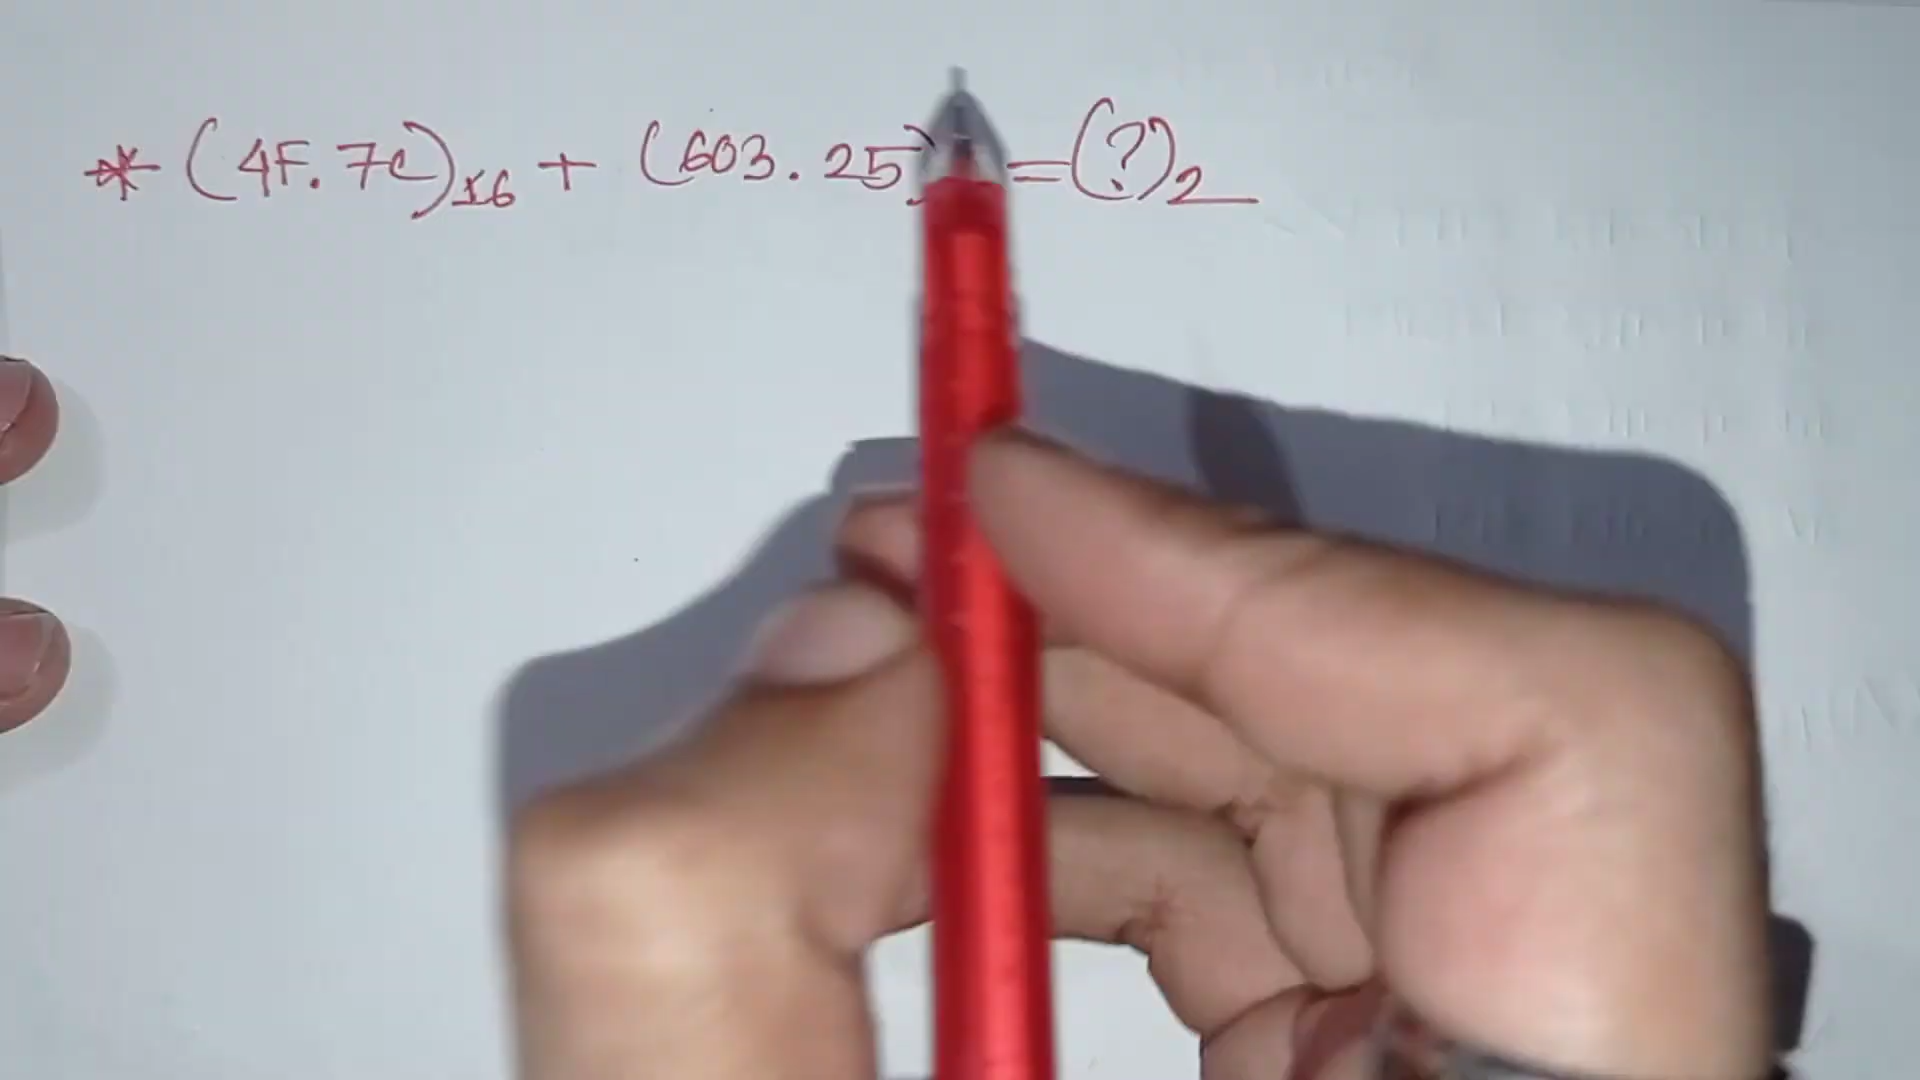 * (4F.7C)16 + (603.25) = (?)2